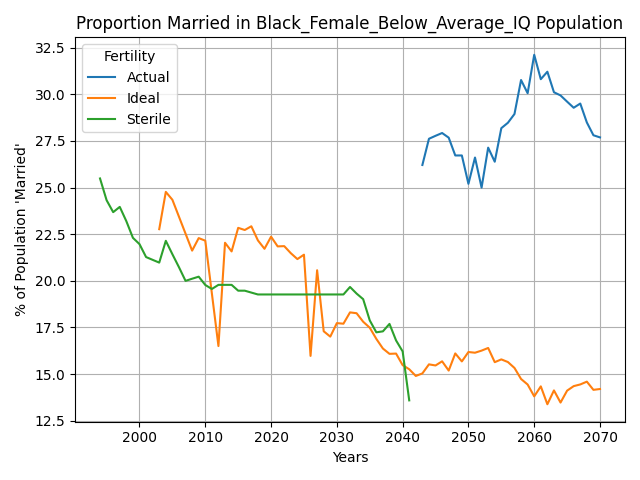 Proportion Married in Black_Female_Below_Average_IQ Population
Fertility
Actual
Ideal
Sterile
% of Population 'Married'
32.5
30.0
27.5
25.0
22.5
20.0
17.5
15.0
12.5
2000 2010 2020 2030 2040 2050 2060 2070
Years